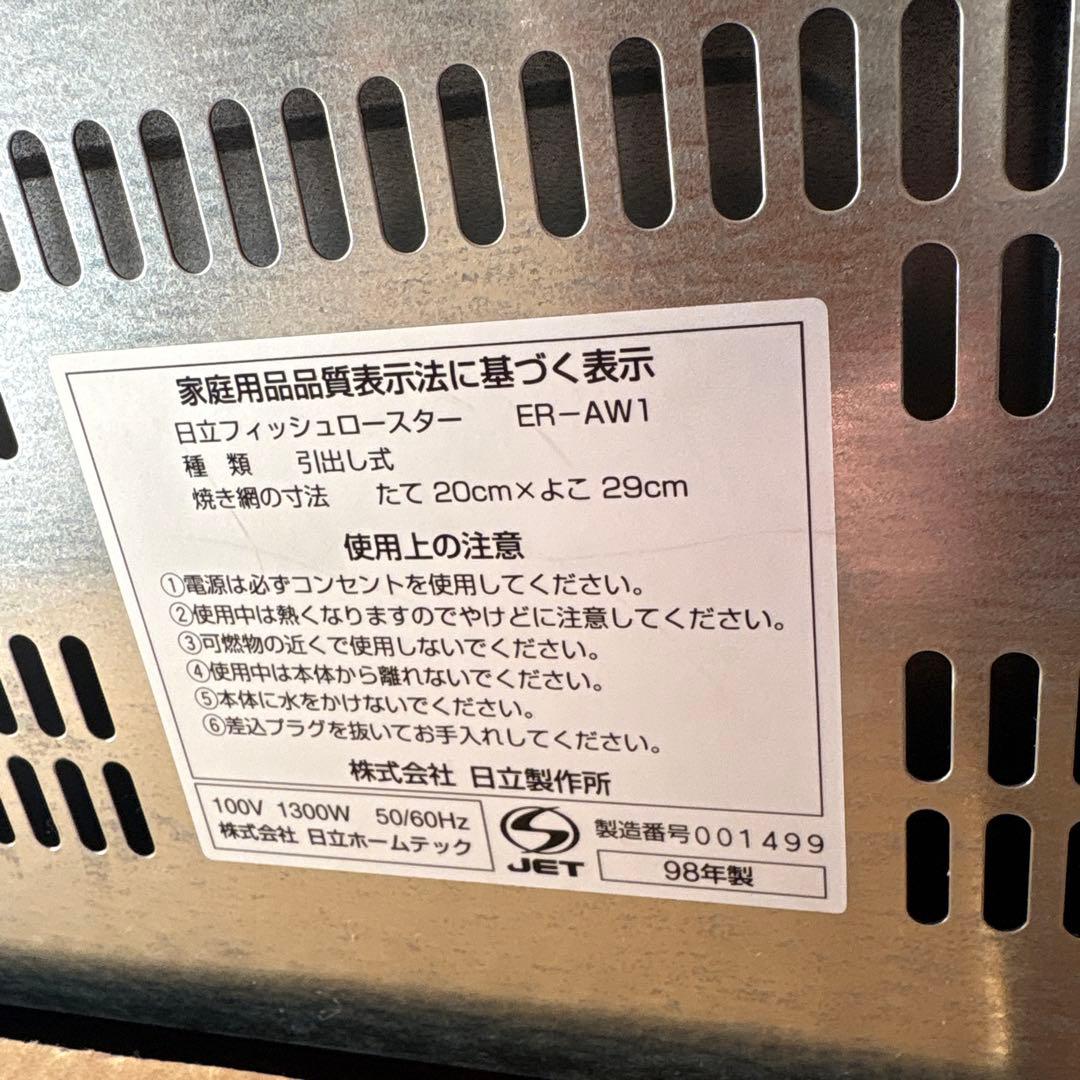 家庭用品品質表示法に基づく表示
日立フィッシュロースター ER-AW1
種類 引出し式
焼き網の寸法 たて 20cm×よこ 29cm
使用上の注意
①電源は必ずコンセントを使用してください。
②使用中は熱くなりますのでやけどに注意してください。
③可燃物の近くで使用しないでください。
④使用中は本体から離れないでください。
⑤本体に水をかけないでください。
⑥差込プラグを抜いてお手入れしてください。
株式会社 日立製作所
100V 1300W 50/60Hz
株式会社 日立ホームテック
JET
製造番号001499
98年製